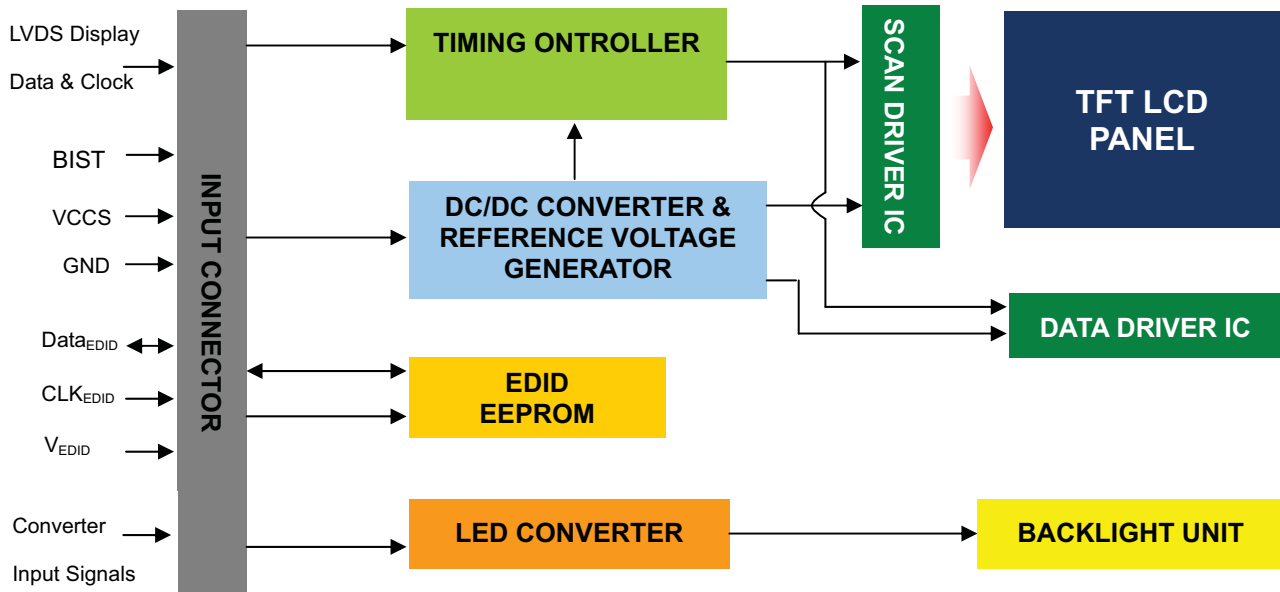 LVDS Display
Data & Clock
BIST
VCCS
GND
DataEDID
CLKEDID
VEDID
Converter
Input Signals
INPUT CONNECTOR
TIMING ONTROLLER
DC/DC CONVERTER &
REFERENCE VOLTAGE
GENERATOR
EDID
EEPROM
LED CONVERTER
SCAN DRIVER IC
TFT LCD
PANEL
DATA DRIVER IC
BACKLIGHT UNIT